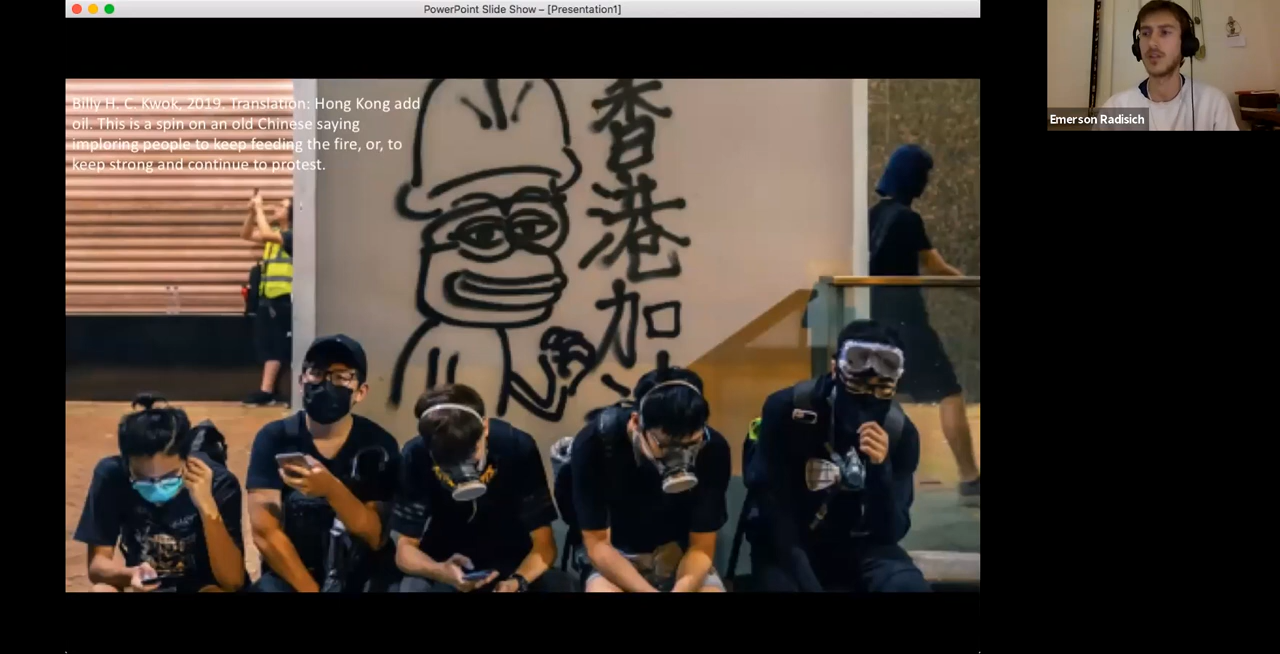 PowerPoint Slide Show – [Presentation1]
Billy H. C. Kwok, 2019. Translation: Hong Kong add
oil. This is a spin on an old Chinese saying
imploring people to keep feeding the fire, or, to
keep strong and continue to protest.
香港加
Emerson Radisich